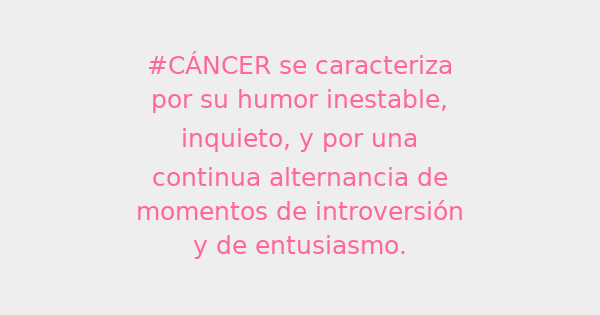 #CÁNCER se caracteriza
por su humor inestable,
inquieto, y por una
continua alternancia de
momentos de introversión
y de entusiasmo.